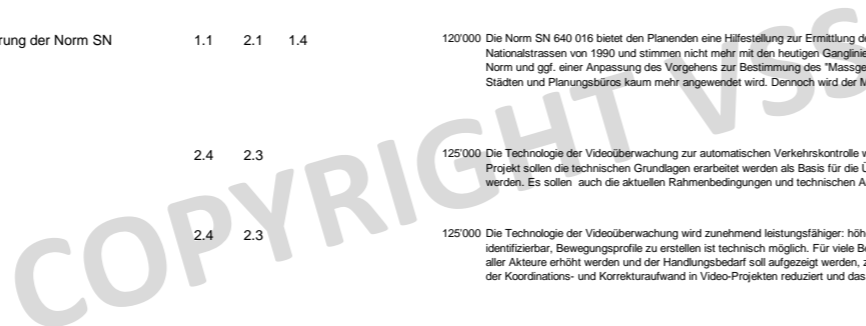 rung der Norm SN 1.1 2.1 1.4 120'000 Die Norm SN 640 016 bietet den Planenden eine Hilfestellung zur Ermittlung de
Nationalstrassen von 1990 und stimmen nicht mehr mit den heutigen Ganglinie
Norm und ggf. einer Anpassung des Vorgehens zur Bestimmung des "Massge
Städten und Planungsbüros kaum mehr angewendet wird. Dennoch wird der M
2.4 2.3 125'000 Die Technologie der Videoüberwachung zur automatischen Verkehrskontrolle w
Projekt sollen die technischen Grundlagen erarbeitet werden als Basis für die Ü
werden. Es sollen auch die aktuellen Rahmenbedingungen und technischen A
2.4 2.3 125'000 Die Technologie der Videoüberwachung wird zunehmend leistungsfähiger: höh
identifizierbar, Bewegungsprofile zu erstellen ist technisch möglich. Für viele Be
aller Akteure erhöht werden und der Handlungsbedarf soll aufgezeigt werden, z
der Koordinations- und Korrekturaufwand in Video-Projekten reduziert und das
COPYRIGHT VSS